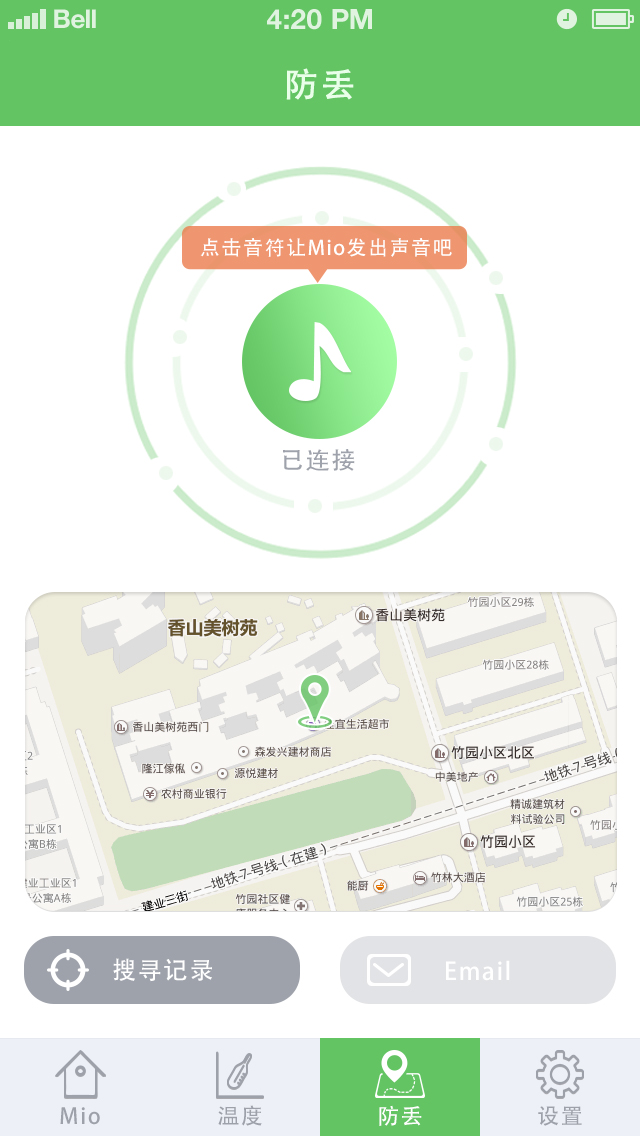 Bell 4:20 PM
防丢
点击音符让Mio发出声音吧
已连接
竹园小区29栋
香山美树苑
香山美树苑
竹园小区28栋
香山美树苑西门
宜生活超市
森发兴建材商店
竹园小区北区
隆江傢俬
源悦建材
中美地产
地铁7号线(在建
农村商业银行
精诚建筑材
料试验公司
工业区1
寓B栋
竹园小
竹园小区
地铁7号线(在建)
能厨
竹林大酒店
业工业区1
公寓A栋
建业三街
竹园社区健
竹园小区25栋
搜寻记录
Email
Mio
温度
防丢
设置